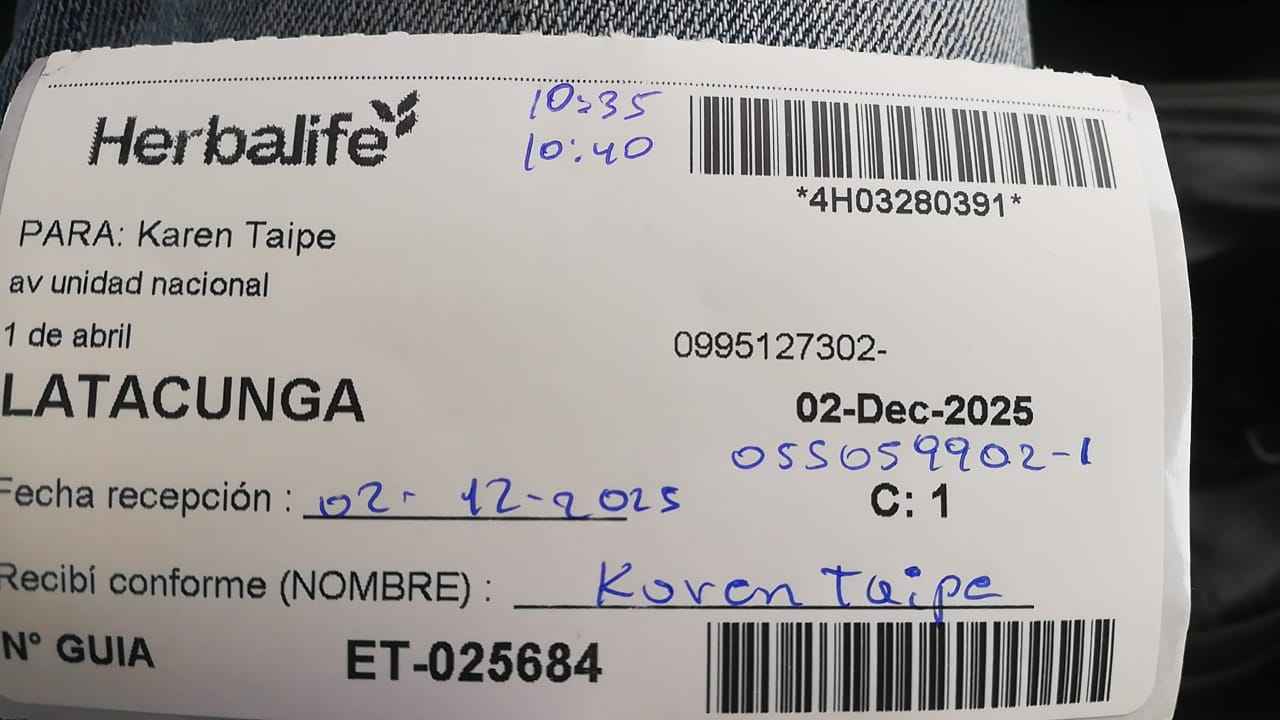 Herbalife
10:35
10:40
*4H03280391*
PARA: Karen Taipe
av unidad nacional
1 de abril
0995127302-
LATACUNGA
02-Dec-2025
055059902-1
Fecha recepción : 02- 12-2025
C: 1
Recibí conforme (NOMBRE) : Karen Taipe
N° GUIA ET-025684